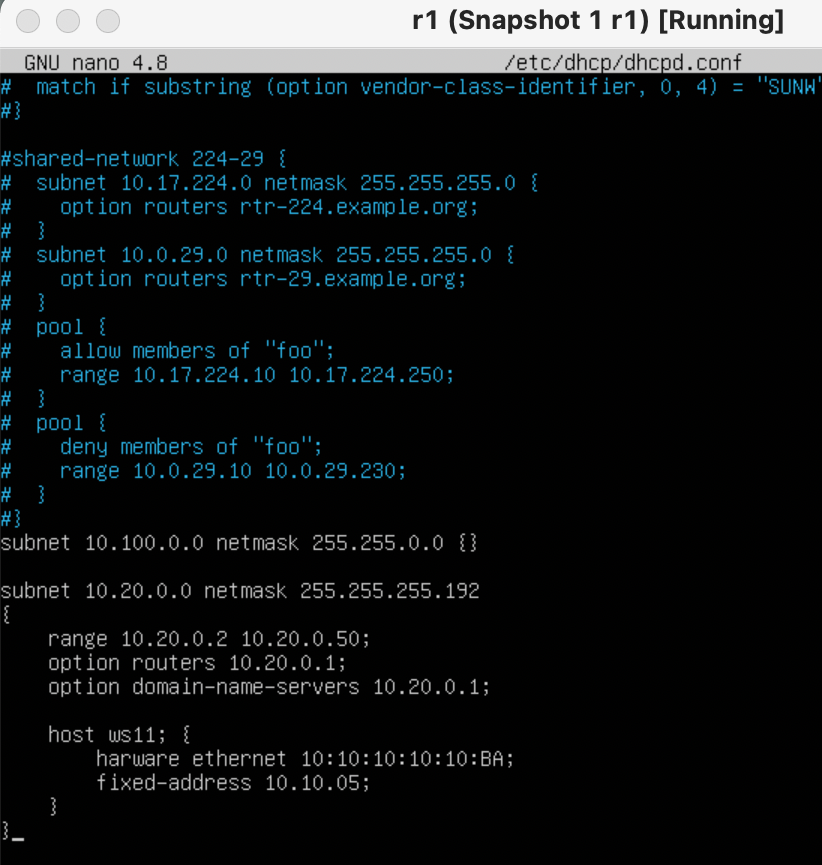 r1 (Snapshot 1 r1) [Running]
GNU nano 4.8 /etc/dhcp/dhcpd.conf
#  match if substring (option vendor-class-identifier, 0, 4) = "SUNW"
#}
#shared-network 224-29 {
#  subnet 10.17.224.0 netmask 255.255.255.0 {
#    option routers rtr-224.example.org;
#  }
#  subnet 10.0.29.0 netmask 255.255.255.0 {
#    option routers rtr-29.example.org;
#  }
#  pool {
#    allow members of "foo";
#    range 10.17.224.10 10.17.224.250;
#  }
#  pool {
#    deny members of "foo";
#    range 10.0.29.10 10.0.29.230;
#  }
#}
subnet 10.100.0.0 netmask 255.255.0.0 {}
subnet 10.20.0.0 netmask 255.255.255.192
{
    range 10.20.0.2 10.20.0.50;
    option routers 10.20.0.1;
    option domain-name-servers 10.20.0.1;
    host ws11; {
        harware ethernet 10:10:10:10:10:BA;
        fixed-address 10.10.05;
    }
}_